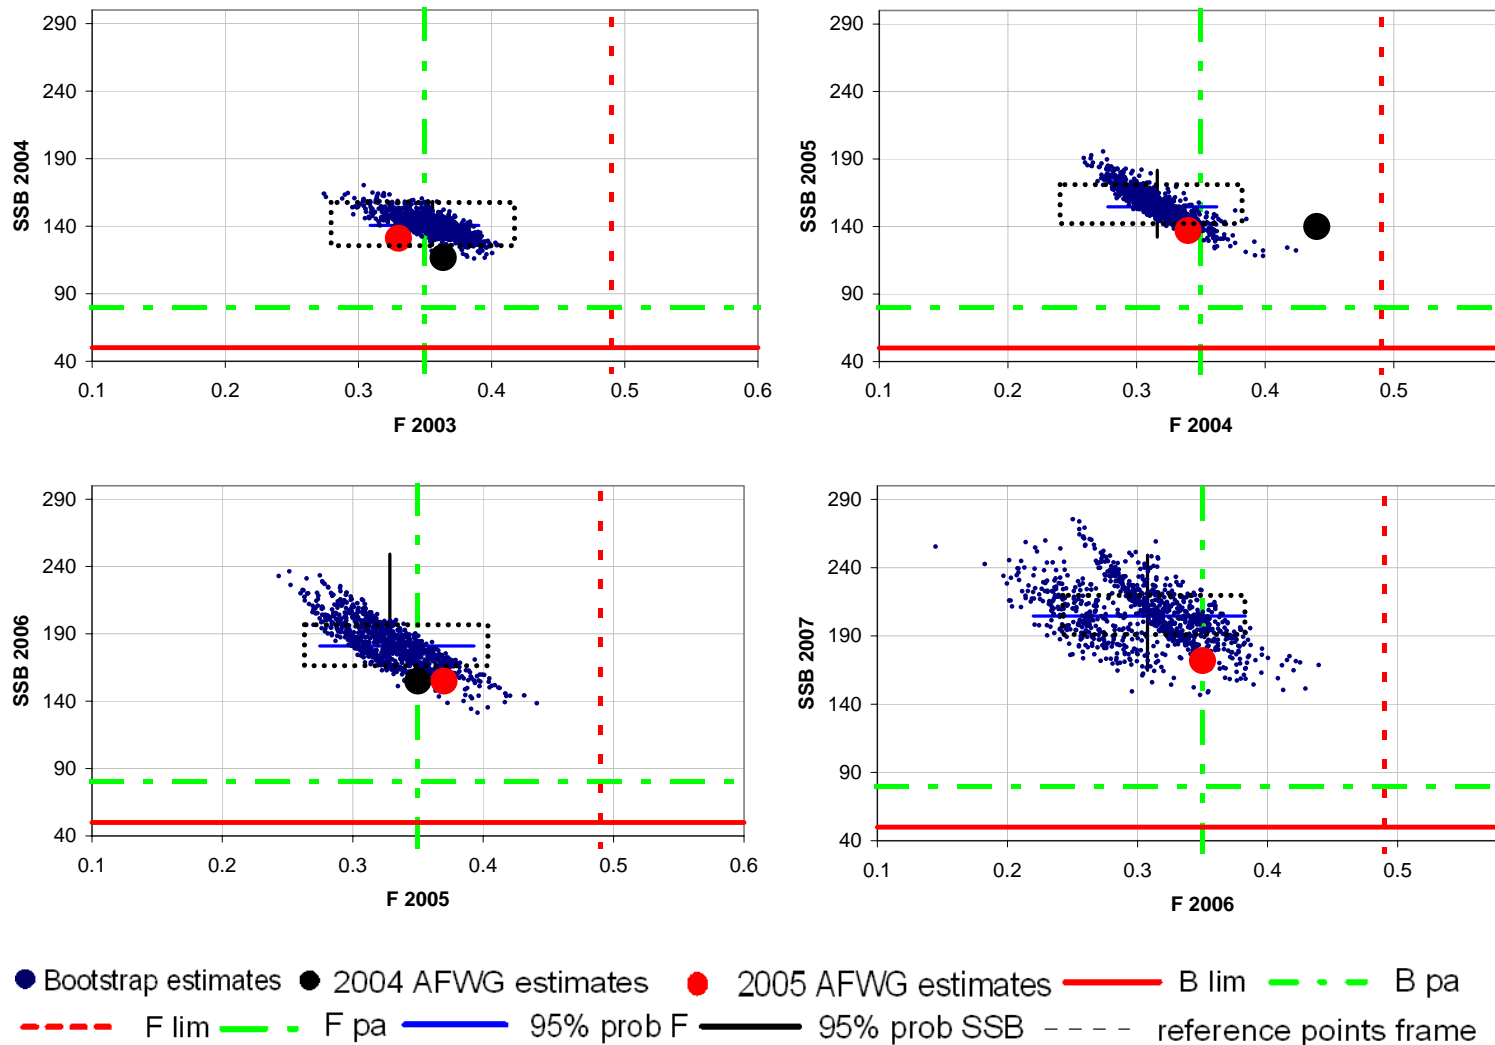 290
240
190
140
90
40
SSB 2004
0.1 0.2 0.3 0.4 0.5 0.6
F 2003
290
240
190
140
90
40
SSB 2005
0.1 0.2 0.3 0.4 0.5
F 2004
290
240
190
140
90
40
SSB 2006
0.1 0.2 0.3 0.4 0.5 0.6
F 2005
290
240
190
140
90
40
SSB 2007
0.1 0.2 0.3 0.4 0.5
F 2006
Bootstrap estimates 2004 AFWG estimates 2005 AFWG estimates B lim B pa
F lim F pa 95% prob F 95% prob SSB reference points frame